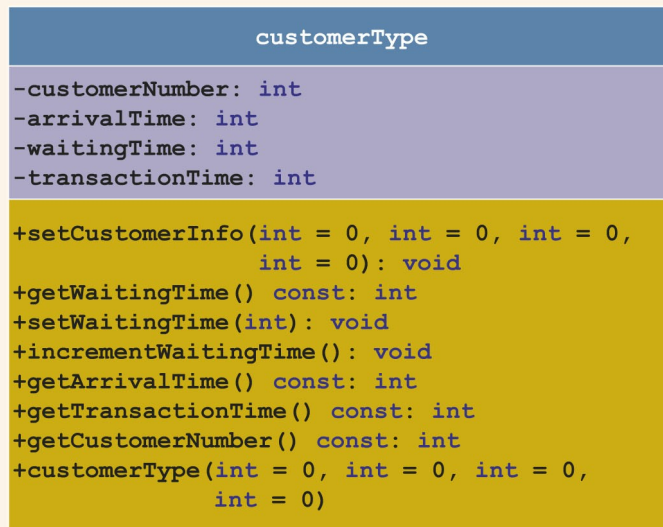 customerType
-customerNumber: int
-arrivalTime: int
-waitingTime: int
-transactionTime: int
+setCustomerInfo(int = 0, int = 0, int = 0,
int = 0): void
+getWaitingTime() const: int
+setWaitingTime(int): void
+incrementWaitingTime(): void
+getArrivalTime() const: int
+getTransactionTime() const: int
+getCustomerNumber() const: int
+customerType(int = 0, int = 0, int = 0,
int = 0)